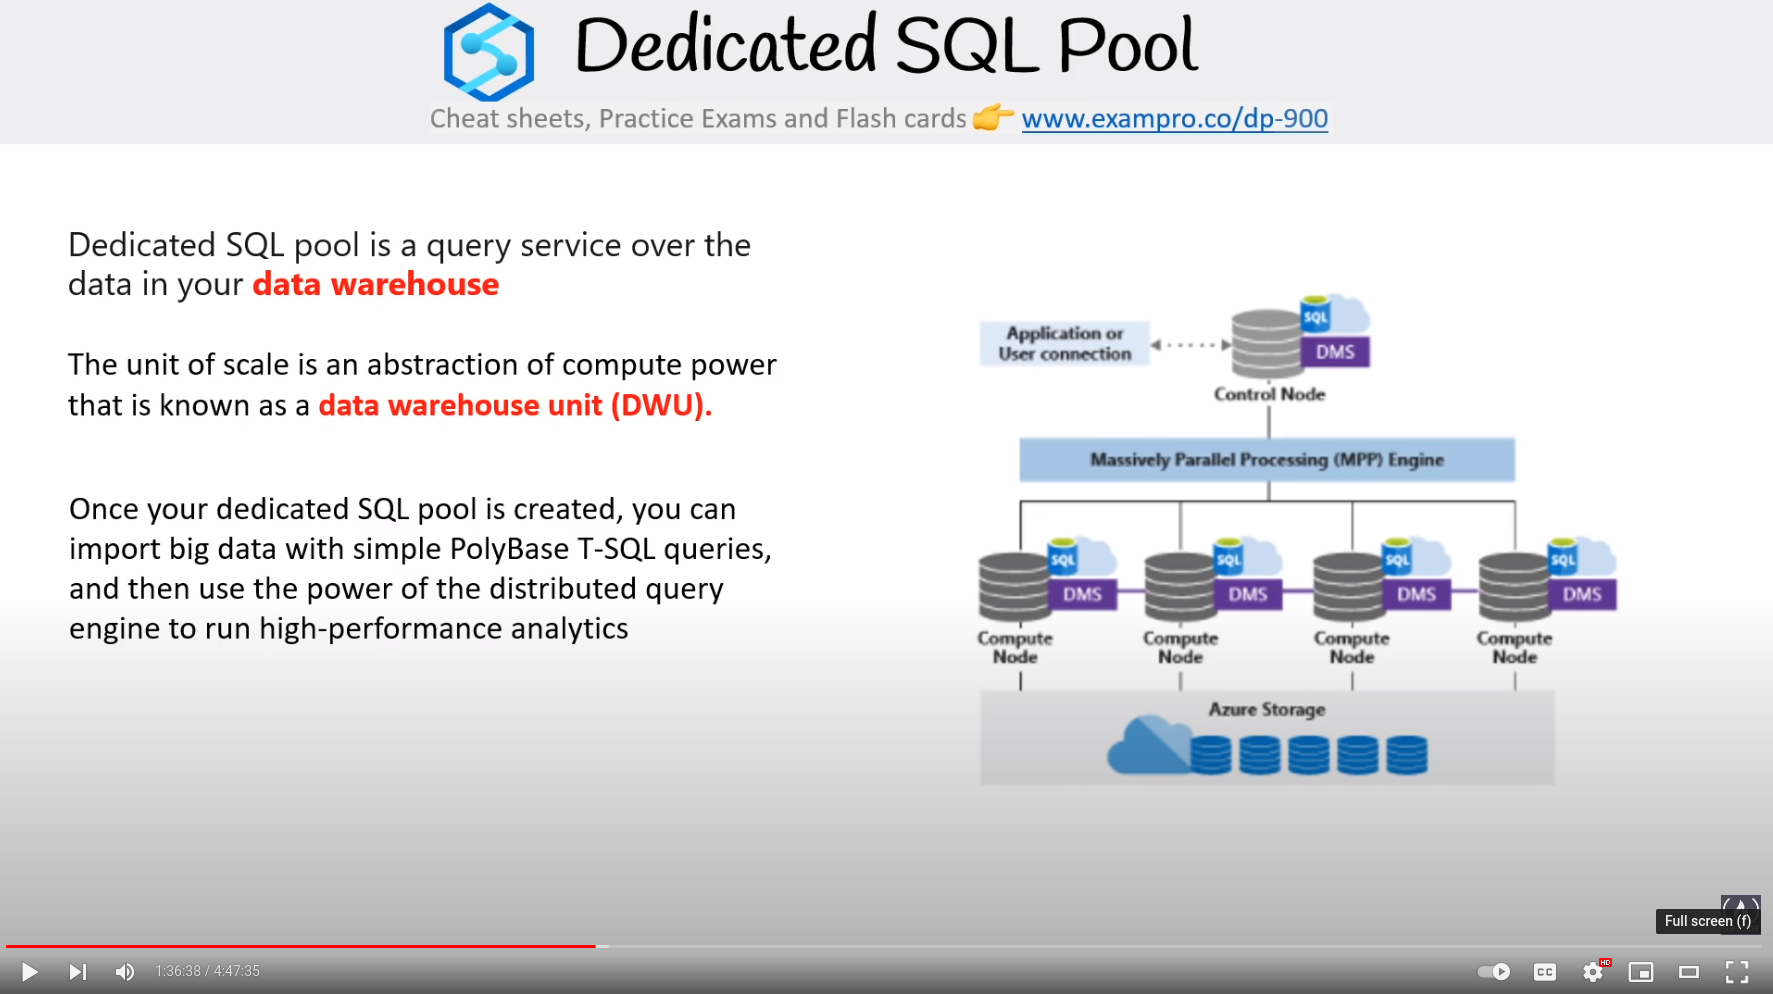 Dedicated SQL Pool
Cheat sheets, Practice Exams and Flash cards 👉 www.exampro.co/dp-900
Dedicated SQL pool is a query service over the
data in your data warehouse
The unit of scale is an abstraction of compute power
that is known as a data warehouse unit (DWU).
Once your dedicated SQL pool is created, you can
import big data with simple PolyBase T-SQL queries,
and then use the power of the distributed query
engine to run high-performance analytics
Application or
User connection
SQL
DMS
Control Node
Massively Parallel Processing (MPP) Engine
SQL SQL SQL SQL
DMS DMS DMS DMS
Compute Compute Compute Compute
Node Node Node Node
Azure Storage
Full screen (f)
1:36:38 / 4:47:35
CC
HD